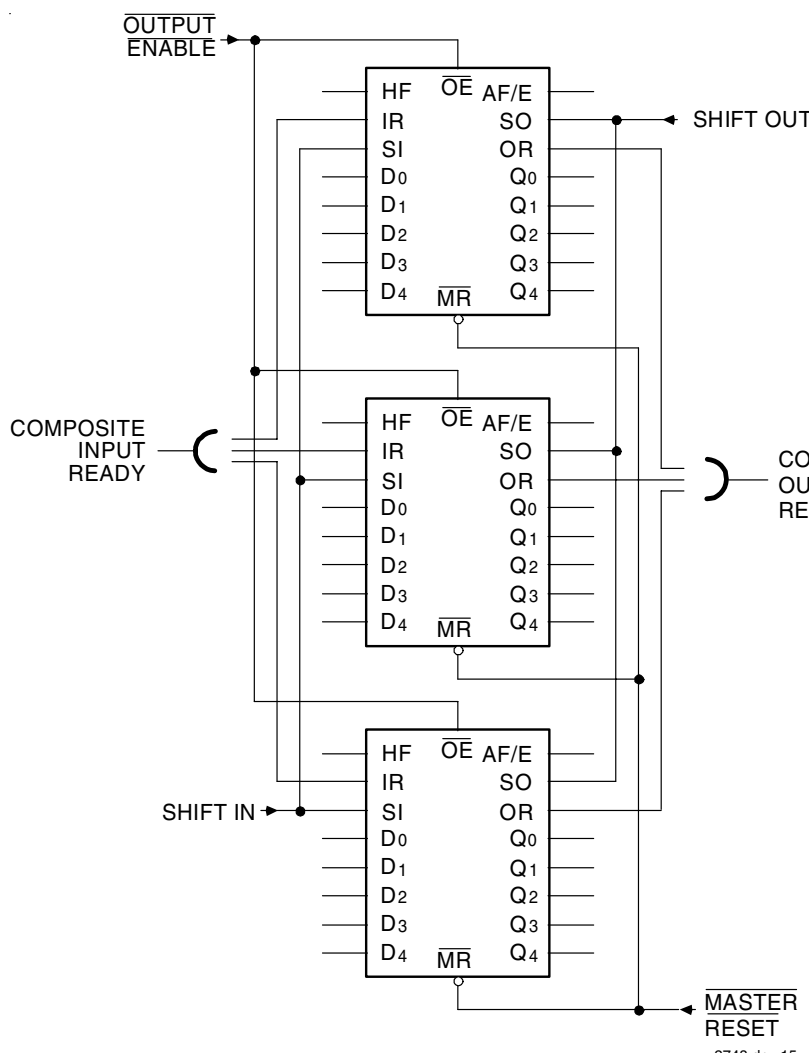 OUTPUT
ENABLE
HF OE AF/E
IR SO SHIFT OUT
SI OR
D0 Q0
D1 Q1
D2 Q2
D3 Q3
D4 MR Q4
HF OE AF/E
COMPOSITE
INPUT
READY
IR SO
SI OR
CO
OU
RE
D0 Q0
D1 Q1
D2 Q2
D3 Q3
D4 MR Q4
HF OE AF/E
IR SO
SHIFT IN SI OR
D0 Q0
D1 Q1
D2 Q2
D3 Q3
D4 MR Q4
MASTER
RESET